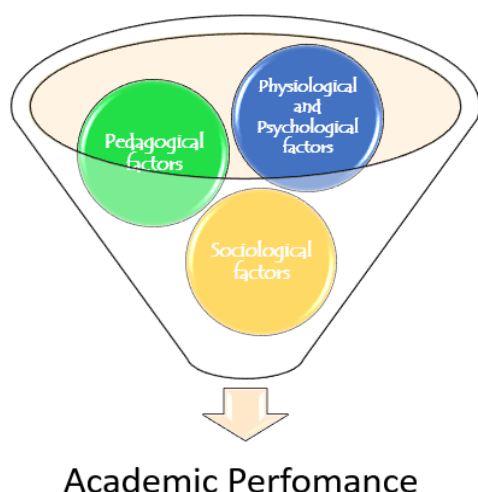 Physiological
and
Psychological
factors
Pedagogical
factors
Sociological
factors
Academic Perfomance